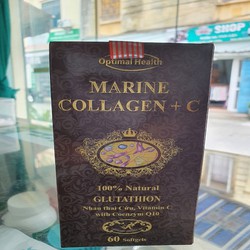 SHOP
Optimal Health
MARINE
COLLAGEN + C
100% Natural
GLUTATHION
Nhau thai Cừu, Vitamin C
with Coenzym Q10
60 Softgels